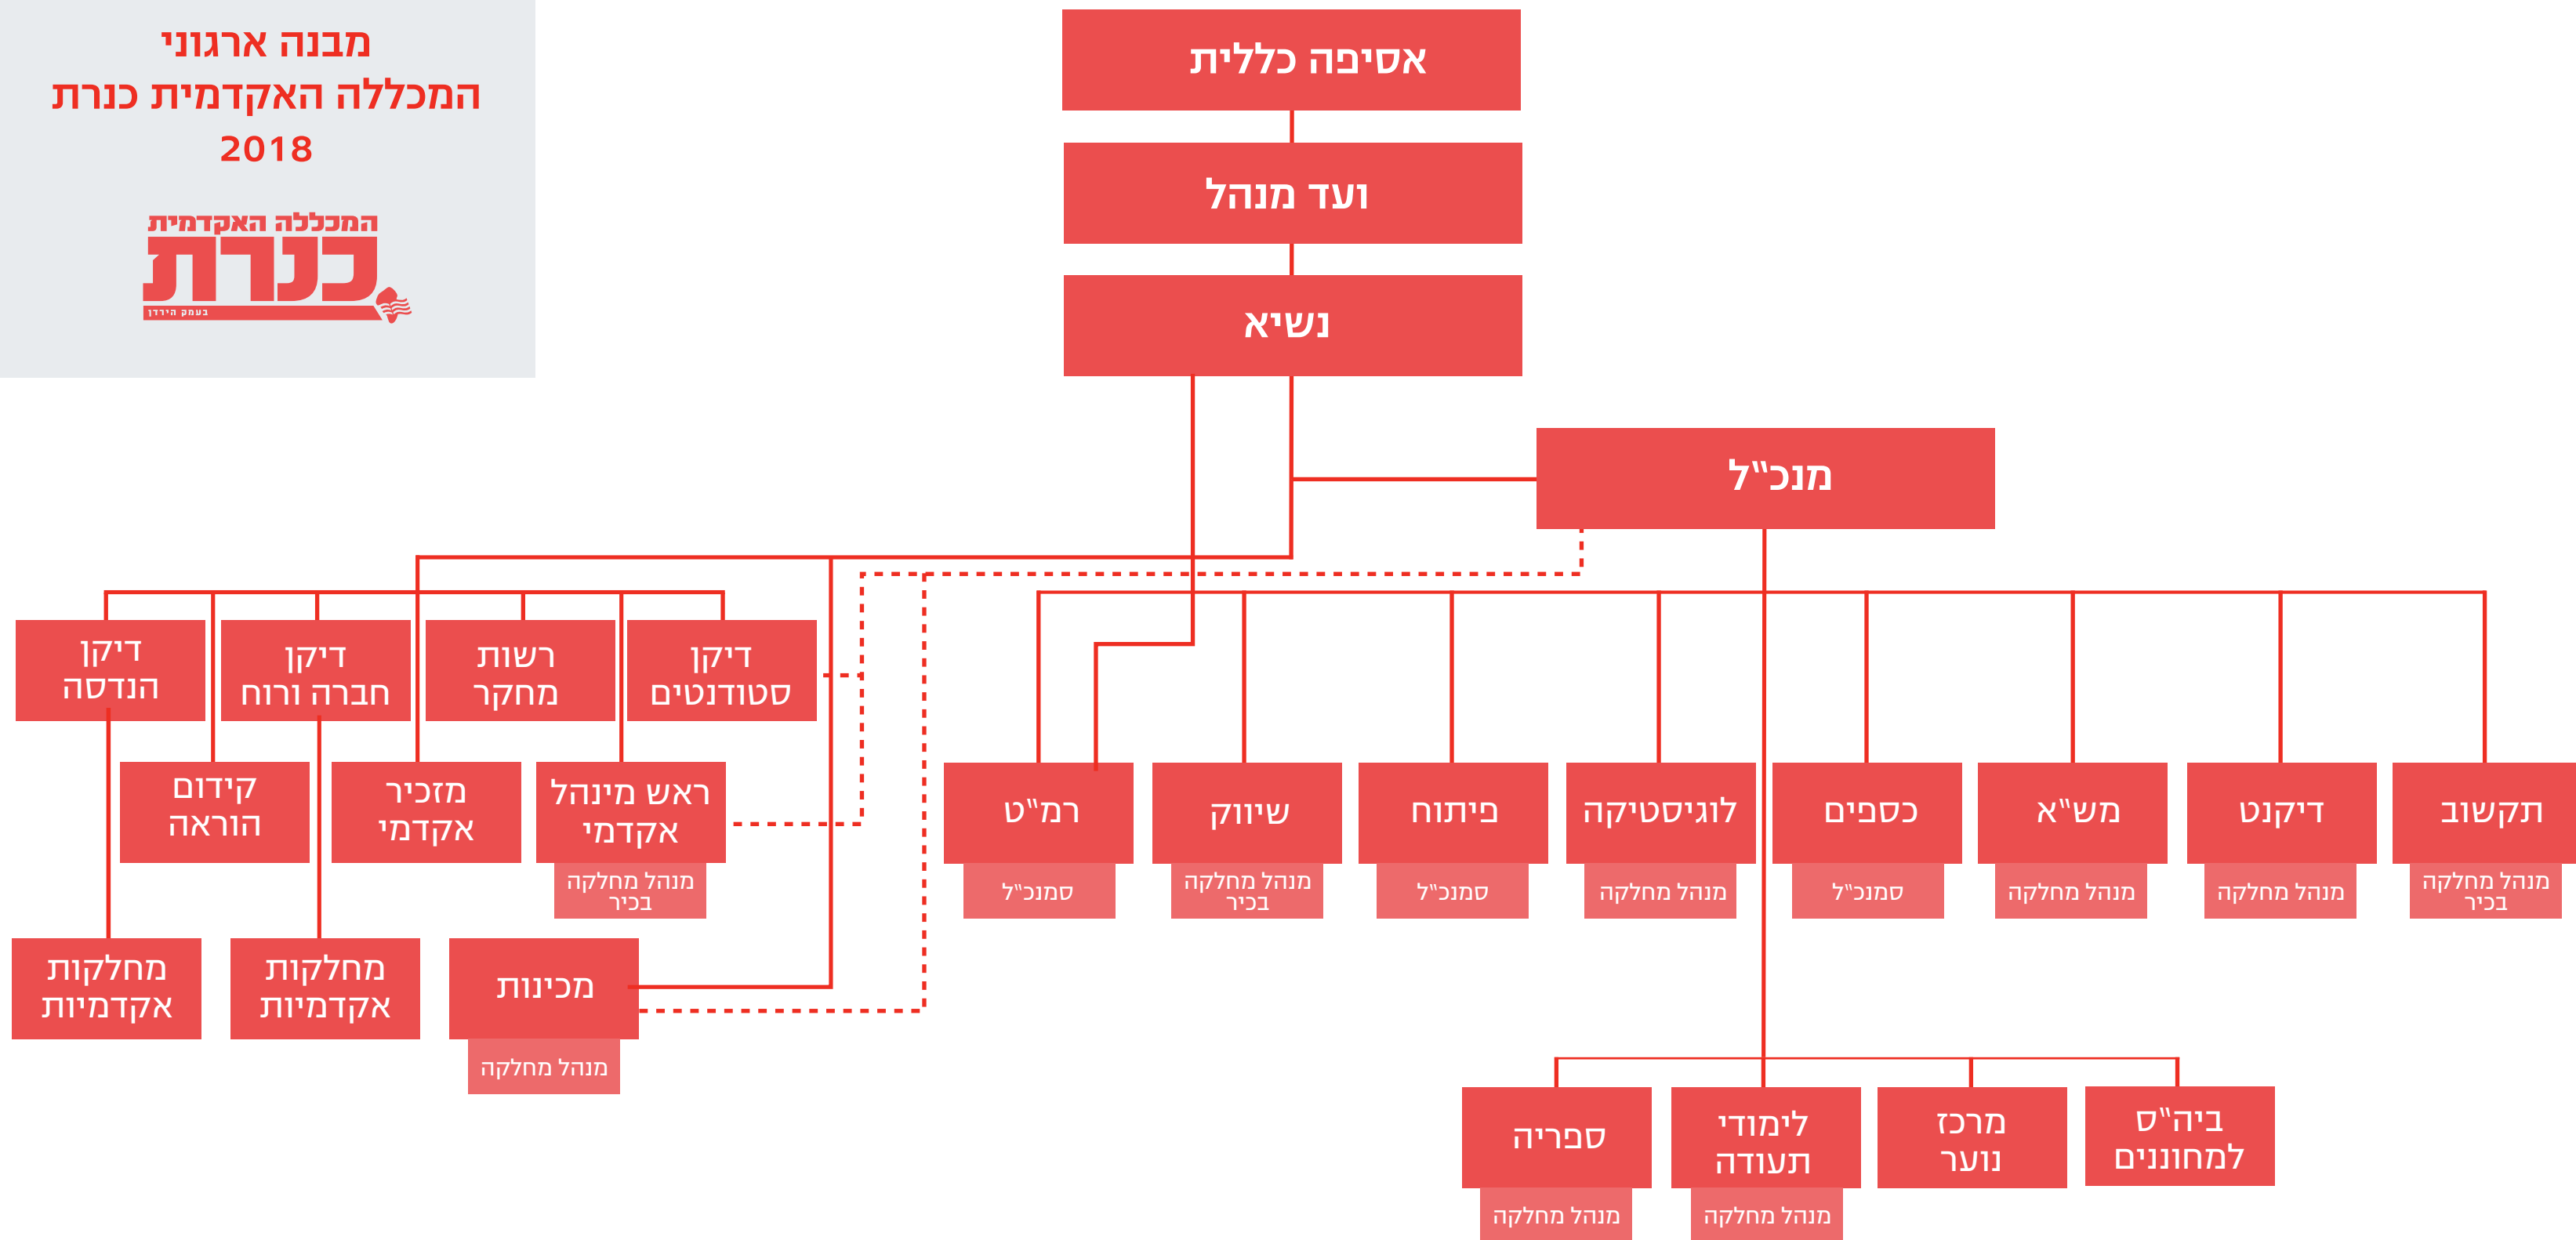 מבנה ארגוני
המכללה האקדמית כנרת
2018
המכללה האקדמית
כנרת
בעמק הירדן
אסיפה כללית
ועד מנהל
נשיא
מנכ"ל
דיקן
סטודנטים
רשות
מחקר
דיקן
חברה ורוח
דיקן
הנדסה
ראש מינהל
אקדמי
מנהל מחלקה
בכיר
מזכיר
אקדמי
קידום
הוראה
תקשוב
מנהל מחלקה
בכיר
דיקנט
מנהל מחלקה
מש"א
מנהל מחלקה
כספים
סמנכ"ל
לוגיסטיקה
מנהל מחלקה
פיתוח
סמנכ"ל
שיווק
מנהל מחלקה
בכיר
רמ"ט
סמנכ"ל
מכינות
מנהל מחלקה
מחלקות
אקדמיות
מחלקות
אקדמיות
ביה"ס
למחוננים
מרכז
נוער
לימודי
תעודה
מנהל מחלקה
ספריה
מנהל מחלקה